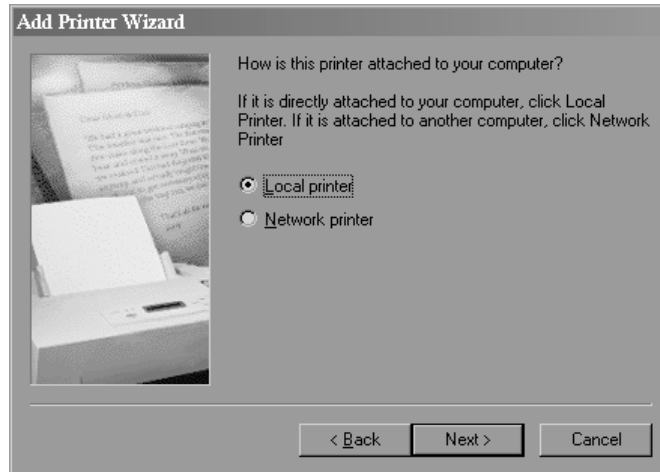 Add Printer Wizard
How is this printer attached to your computer?
If it is directly attached to your computer, click Local
Printer. If it is attached to another computer, click Network
Printer
Local printer
Network printer
< Back
Next >
Cancel